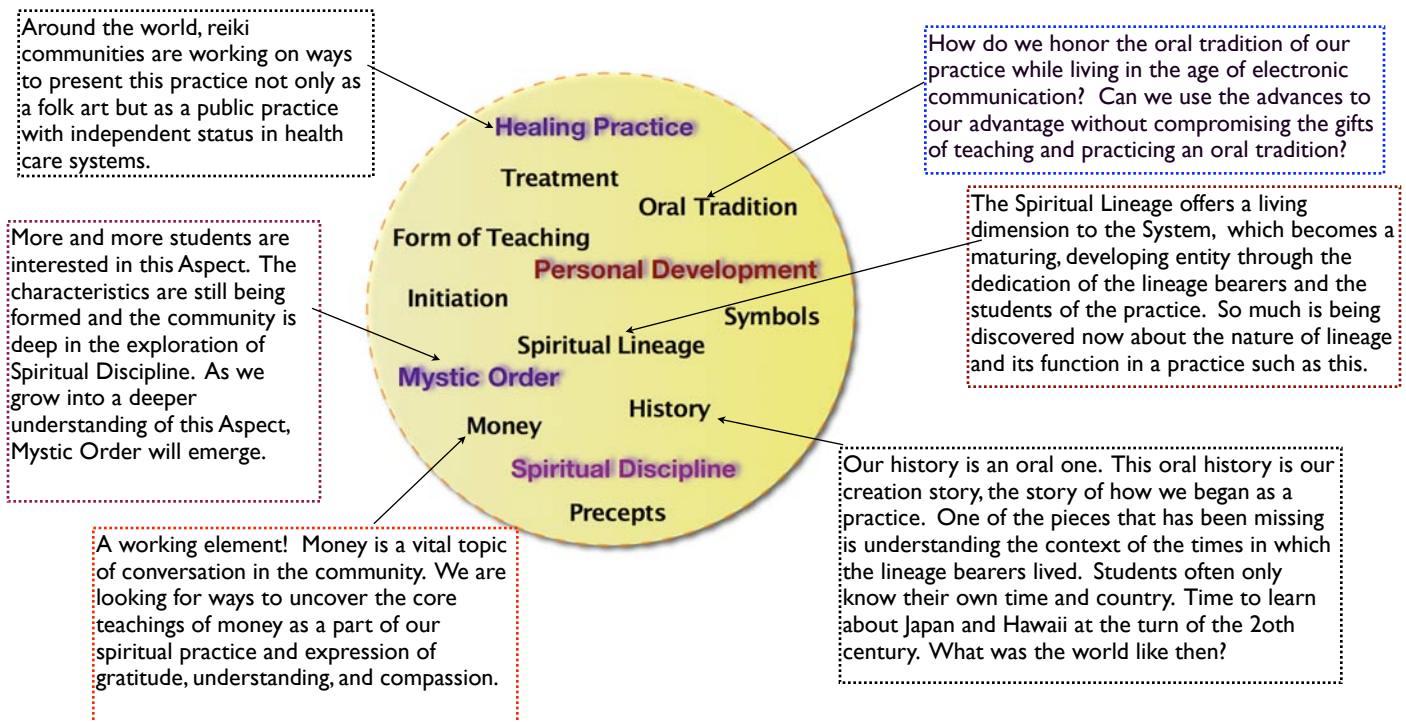 Around the world, reiki
communities are working on ways
to present this practice not only as
a folk art but as a public practice
with independent status in health
care systems.
How do we honor the oral tradition of our
practice while living in the age of electronic
communication? Can we use the advances to
our advantage without compromising the gifts
of teaching and practicing an oral tradition?
Healing Practice
Treatment
Oral Tradition
Form of Teaching
Personal Development
Initiation
Symbols
Spiritual Lineage
Mystic Order
History
Money
Spiritual Discipline
Precepts
The Spiritual Lineage offers a living
dimension to the System, which becomes a
maturing, developing entity through the
dedication of the lineage bearers and the
students of the practice. So much is being
discovered now about the nature of lineage
and its function in a practice such as this.
More and more students are
interested in this Aspect. The
characteristics are still being
formed and the community is
deep in the exploration of
Spiritual Discipline. As we
grow into a deeper
understanding of this Aspect,
Mystic Order will emerge.
Our history is an oral one. This oral history is our
creation story, the story of how we began as a
practice. One of the pieces that has been missing
is understanding the context of the times in which
the lineage bearers lived. Students often only
know their own time and country. Time to learn
about Japan and Hawaii at the turn of the 2oth
century. What was the world like then?
A working element! Money is a vital topic
of conversation in the community. We are
looking for ways to uncover the core
teachings of money as a part of our
spiritual practice and expression of
gratitude, understanding, and compassion.